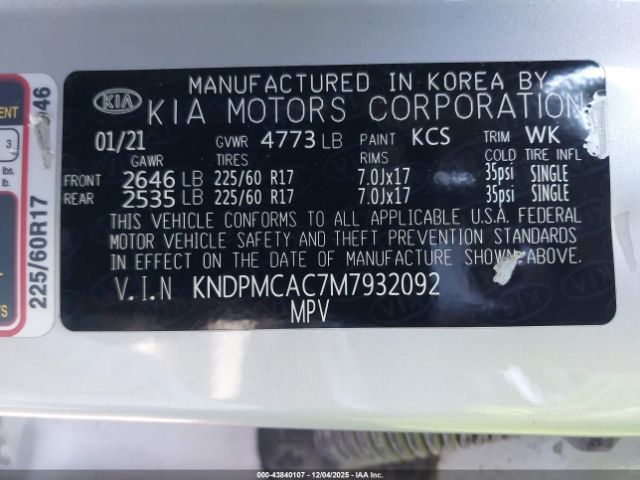 MANUFACTURED IN KOREA BY
KIA KIA MOTORS CORPORATION
01/21 GVWR 4773 LB PAINT KCS TRIM WK
GAWR TIRES RIMS COLD TIRE INFL
FRONT 2646 LB 225/60 R17 7.0Jx17 35psi SINGLE
REAR 2535 LB 225/60 R17 7.0Jx17 35psi SINGLE
THIS VEHICLE CONFORMS TO ALL APPLICABLE U.S.A. FEDERAL
MOTOR VEHICLE SAFETY AND THEFT PREVENTION STANDARDS
IN EFFECT ON THE DATE OF MANUFACTURE SHOWN ABOVE.
V.I.N KNDPMCAC7M7932092
MPV
225/60R17
3
lbs.
lb.
000-43840107 - 12/04/2025 - IAA Inc.